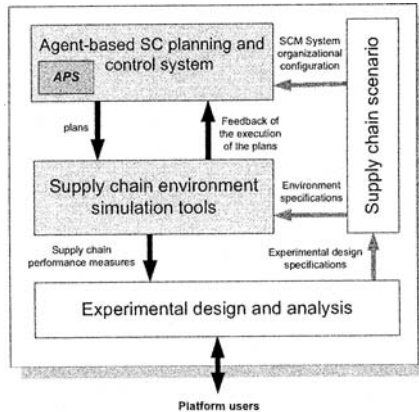 Agent-based SC planning and
control system
APS
SCM System
organizational
configuration
Supply chain scenario
plans
Feedback of
the execution
of the plans
Supply chain environment
simulation tools
Environment
specifications
Supply chain
performance measures
Experimental design
specifications
Experimental design and analysis
Platform users